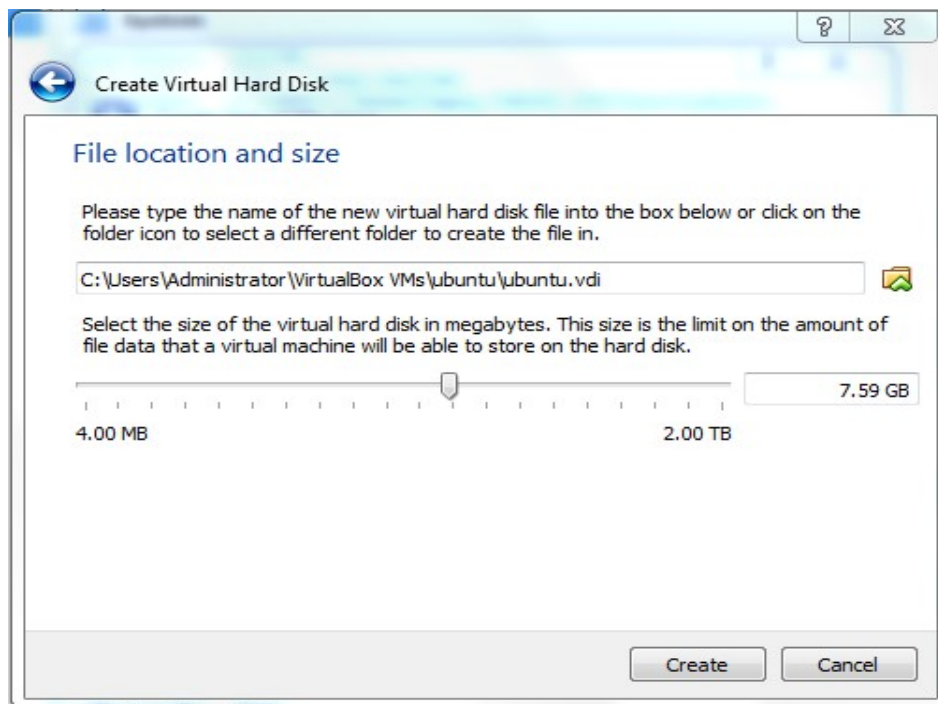 Create Virtual Hard Disk
File location and size
Please type the name of the new virtual hard disk file into the box below or click on the
folder icon to select a different folder to create the file in.
C:\Users\Administrator\VirtualBox VMs\ubuntu\ubuntu.vdi
Select the size of the virtual hard disk in megabytes. This size is the limit on the amount of
file data that a virtual machine will be able to store on the hard disk.
7.59 GB
4.00 MB 2.00 TB
Create Cancel